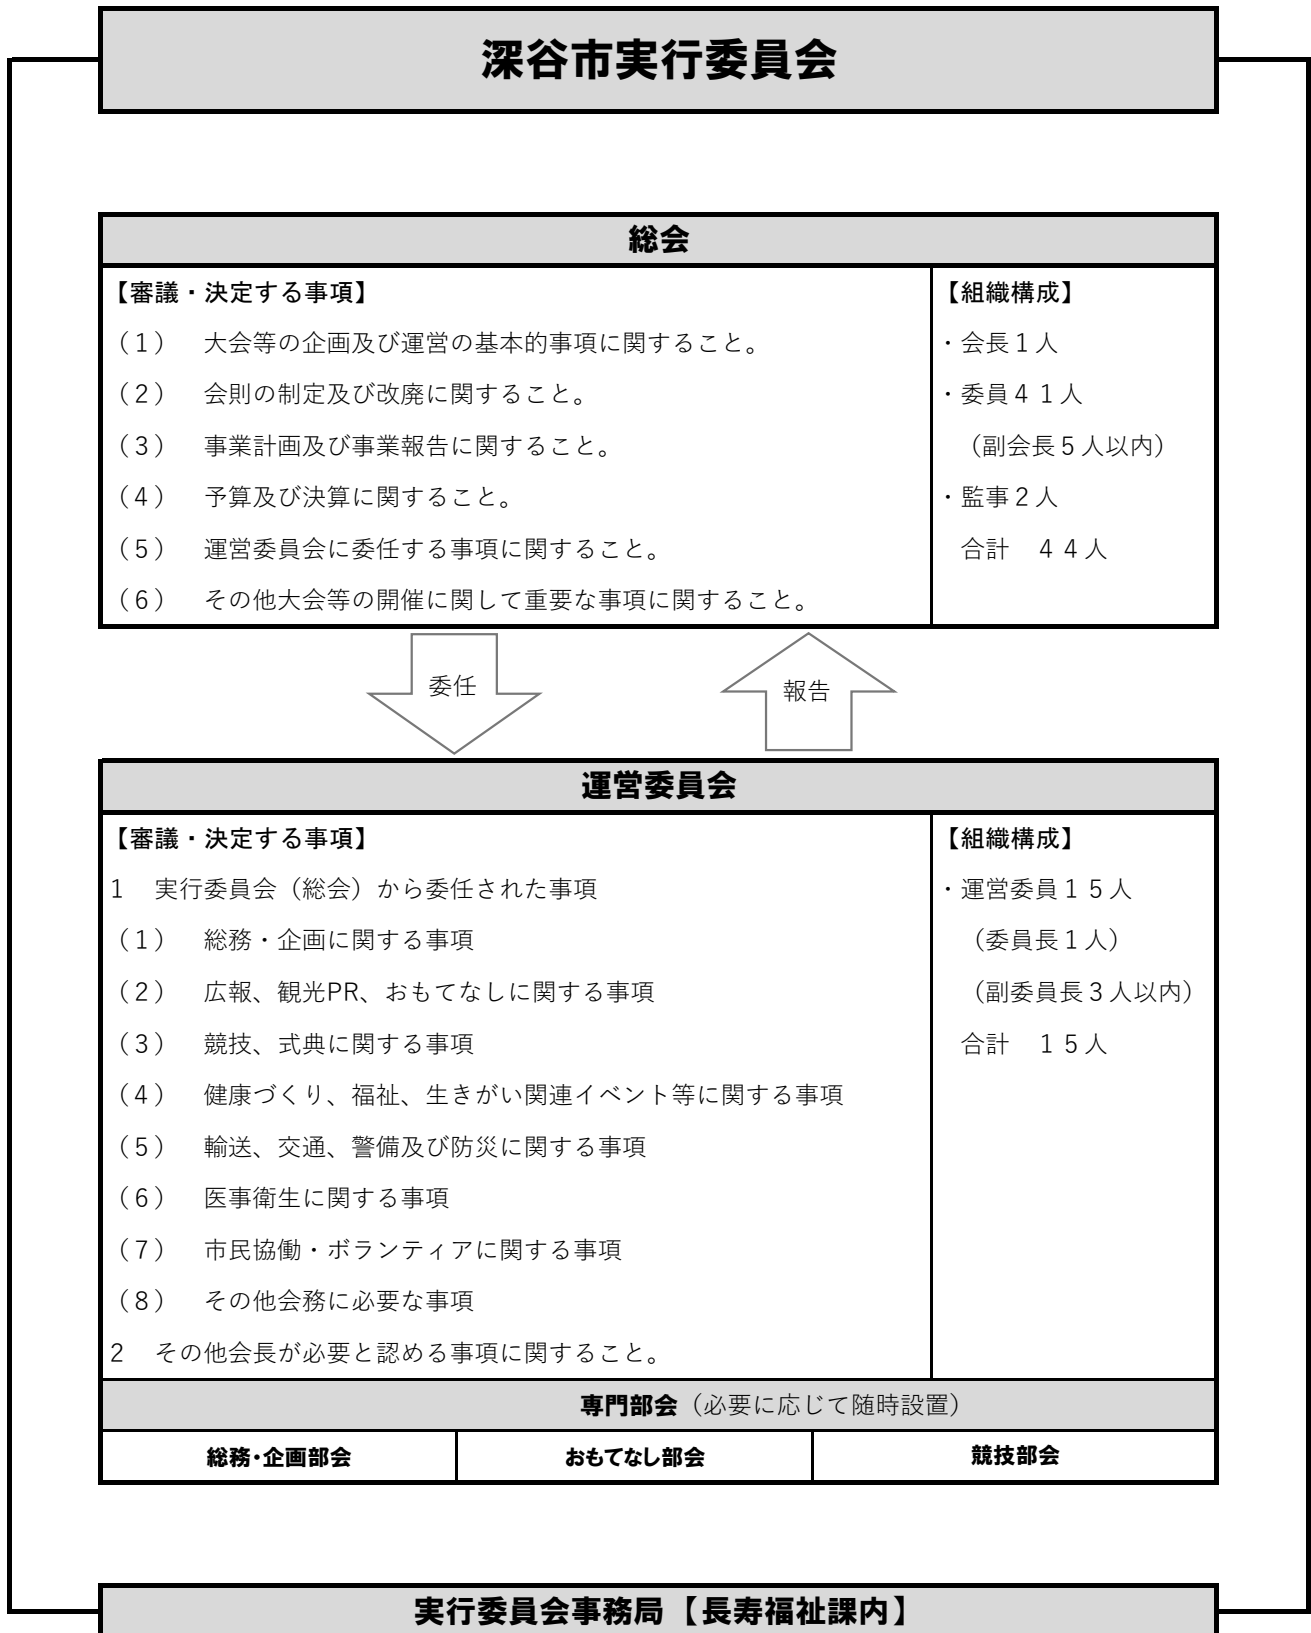 深谷市実行委員会
総会
【審議・決定する事項】
（1）　大会等の企画及び運営の基本的事項に関すること。
（2）　会則の制定及び改廃に関すること。
（3）　事業計画及び事業報告に関すること。
（4）　予算及び決算に関すること。
（5）　運営委員会に委任する事項に関すること。
（6）　その他大会等の開催に関して重要な事項に関すること。
【組織構成】
・会長１人
・委員４１人
（副会長５人以内）
・監事２人
合計　４４人
委任
報告
運営委員会
【審議・決定する事項】
1　実行委員会（総会）から委任された事項
（1）　総務・企画に関する事項
（2）　広報、観光PR、おもてなしに関する事項
（3）　競技、式典に関する事項
（4）　健康づくり、福祉、生きがい関連イベント等に関する事項
（5）　輸送、交通、警備及び防災に関する事項
（6）　医事衛生に関する事項
（7）　市民協働・ボランティアに関する事項
（8）　その他会務に必要な事項
2　その他会長が必要と認める事項に関すること。
【組織構成】
・運営委員１５人
（委員長１人）
（副委員長３人以内）
合計　１５人
専門部会（必要に応じて随時設置）
総務・企画部会
おもてなし部会
競技部会
実行委員会事務局【長寿福祉課内】